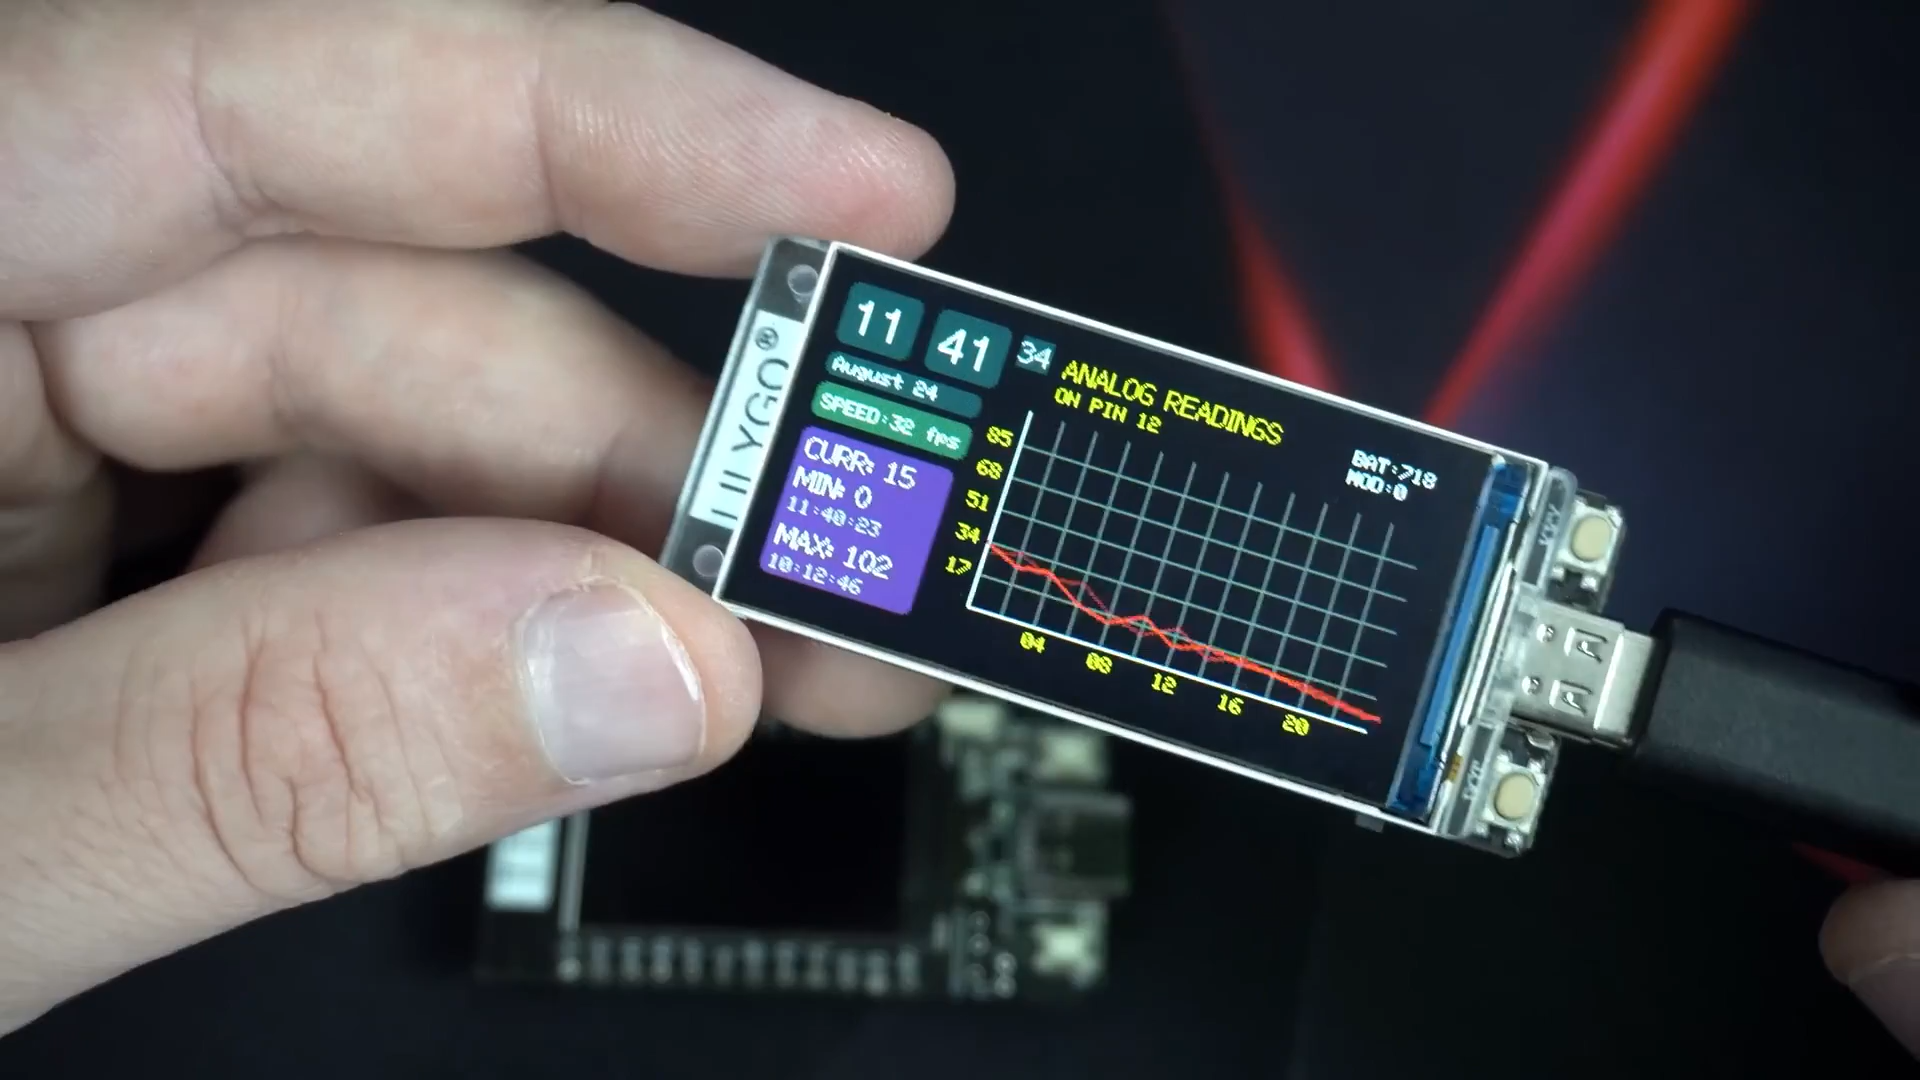 LILYGO®
11 41 34
August 24
SPEED:32 fps
CURR: 15
MIN: 0
11:40:23
MAX: 102
10:12:46
ANALOG READINGS
ON PIN 12
BAT:718
MOD:0
85
68
51
34
17
04 08 12 16 20